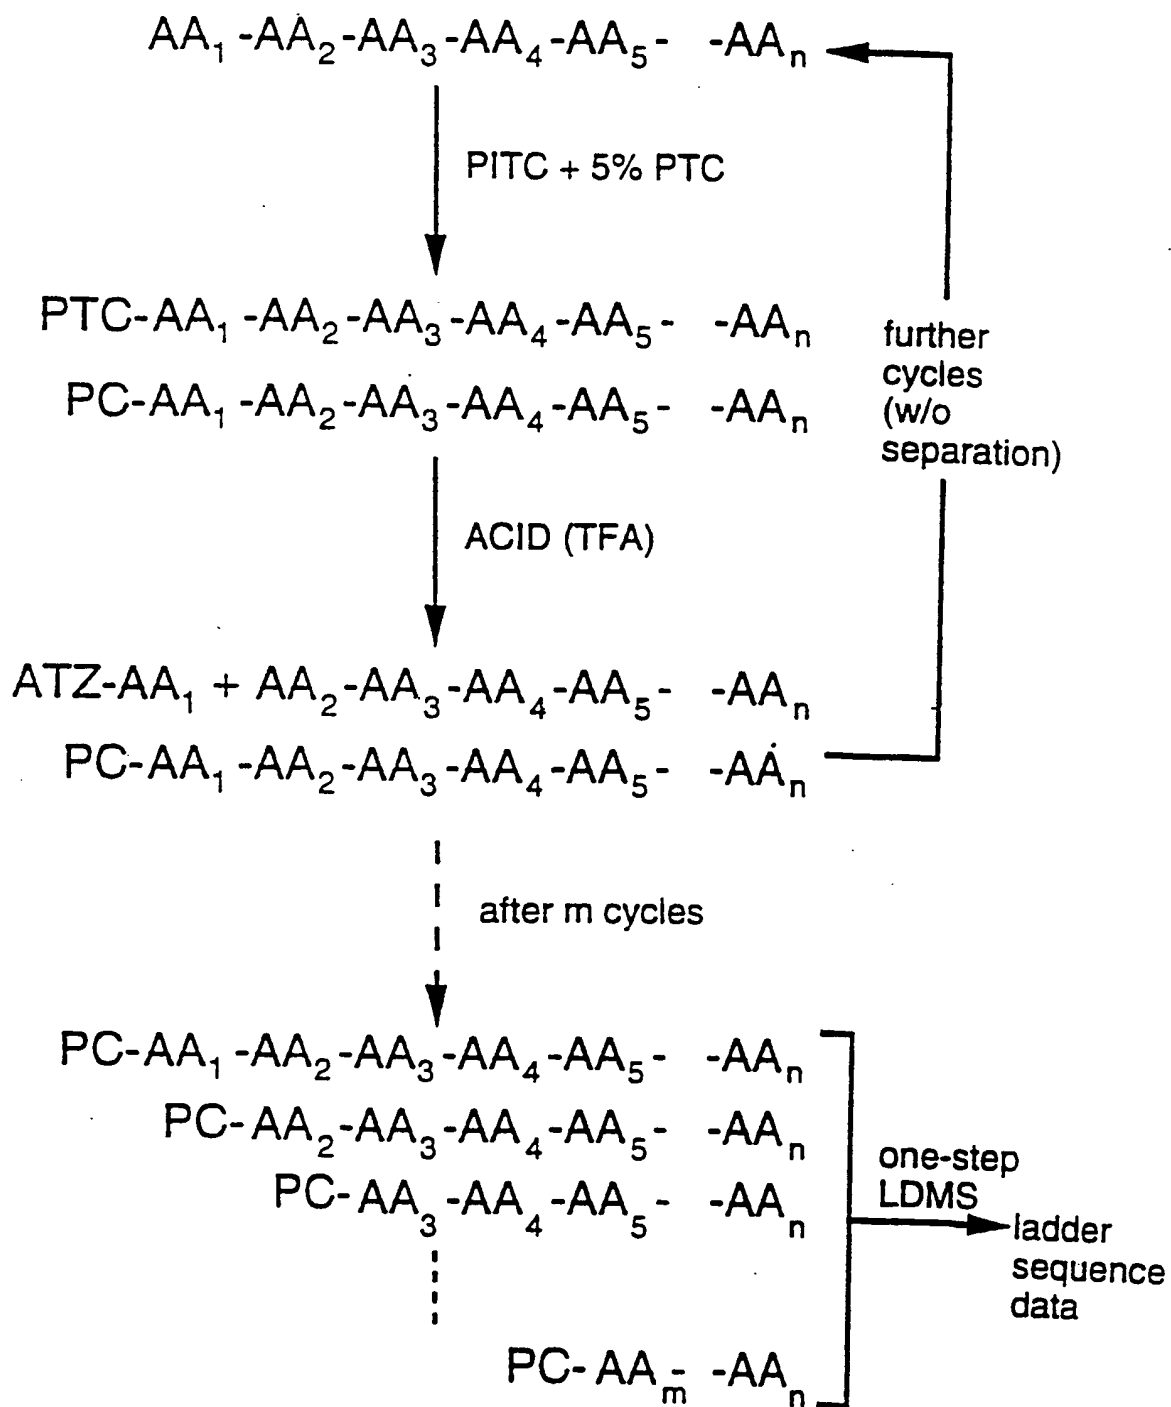 AA₁ -AA₂-AA₃-AA₄-AA₅- -AAₙ
PITC + 5% PTC
PTC-AA₁ -AA₂-AA₃-AA₄-AA₅- -AAₙ
PC-AA₁ -AA₂-AA₃-AA₄-AA₅- -AAₙ
further
cycles
(w/o
separation)
ACID (TFA)
ATZ-AA₁ + AA₂-AA₃-AA₄-AA₅- -AAₙ
PC-AA₁ -AA₂-AA₃-AA₄-AA₅- -AAₙ
after m cycles
PC-AA₁ -AA₂-AA₃-AA₄-AA₅- -AAₙ
PC-AA₂-AA₃-AA₄-AA₅- -AAₙ
PC-AA₃-AA₄-AA₅- -AAₙ
PC-AAₘ- -AAₙ
one-step
LDMS
ladder
sequence
data